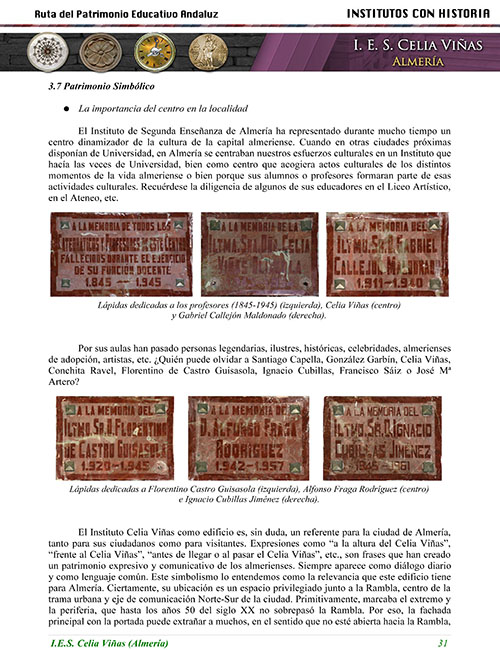 Ruta del Patrimonio Educativo Andaluz
INSTITUTOS CON HISTORIA
I. E. S. CELIA VIÑAS
ALMERÍA
3.7 Patrimonio Simbólico
● La importancia del centro en la localidad
El Instituto de Segunda Enseñanza de Almería ha representado durante mucho tiempo un
centro dinamizador de la cultura de la capital almeriense. Cuando en otras ciudades próximas
disponían de Universidad, en Almería se centraban nuestros esfuerzos culturales en un Instituto que
hacía las veces de Universidad, bien como centro que acogiera actos culturales de los distintos
momentos de la vida almeriense o bien porque sus alumnos o profesores formaran parte de esas
actividades culturales. Recuérdese la diligencia de algunos de sus educadores en el Liceo Artístico,
en el Ateneo, etc.
A LA MEMORIA DE TODOS LOS
CATEDRATICOS Y PROFESORES DE ESTE CENTRO
FALLECIDOS DURANTE EL EJERCICIO
DE SU FUNCIÓN DOCENTE
1845 — 1945
A LA MEMORIA DE LA
ILTMA. SRA. DÑA. CELIA
VIÑAS
A LA MEMORIA DEL
ILTMO. SR. D. GABRIEL
CALLEJON MALDONADO
1911-1940
Lápidas dedicadas a los profesores (1845-1945) (izquierda), Celia Viñas (centro)
y Gabriel Callejón Maldonado (derecha).
Por sus aulas han pasado personas legendarias, ilustres, históricas, celebridades, almerienses
de adopción, artistas, etc. ¿Quién puede olvidar a Santiago Capella, González Garbín, Celia Viñas,
Conchita Ravel, Florentino de Castro Guisasola, Ignacio Cubillas, Francisco Sáiz o José Mª
Artero?
A LA MEMORIA DEL
ILTMO. SR. D. FLORENTINO
DE CASTRO GUISASOLA
1920-1945
A LA MEMORIA DE
D. ALFONSO FRAGA
RODRIGUEZ
1942-1957
A LA MEMORIA DEL
ILTMO. SR. D. IGNACIO
CUBILLAS JIMENEZ
Lápidas dedicadas a Florentino Castro Guisasola (izquierda), Alfonso Fraga Rodríguez (centro)
e Ignacio Cubillas Jiménez (derecha).
El Instituto Celia Viñas como edificio es, sin duda, un referente para la ciudad de Almería,
tanto para sus ciudadanos como para visitantes. Expresiones como “a la altura del Celia Viñas”,
“frente al Celia Viñas”, “antes de llegar o al pasar el Celia Viñas”, etc., son frases que han creado
un patrimonio expresivo y comunicativo de los almerienses. Siempre aparece como diálogo diario
y como lenguaje común. Este simbolismo lo entendemos como la relevancia que este edificio tiene
para Almería. Ciertamente, su ubicación es un espacio privilegiado junto a la Rambla, centro de la
trama urbana y eje de comunicación Norte-Sur de la ciudad. Primitivamente, marcaba el extremo y
la periferia, que hasta los años 50 del siglo XX no sobrepasó la Rambla. Por eso, la fachada
principal con la portada puede extrañar a muchos, en el sentido que no esté abierta hacia la Rambla,
I.E.S. Celia Viñas (Almería)
31